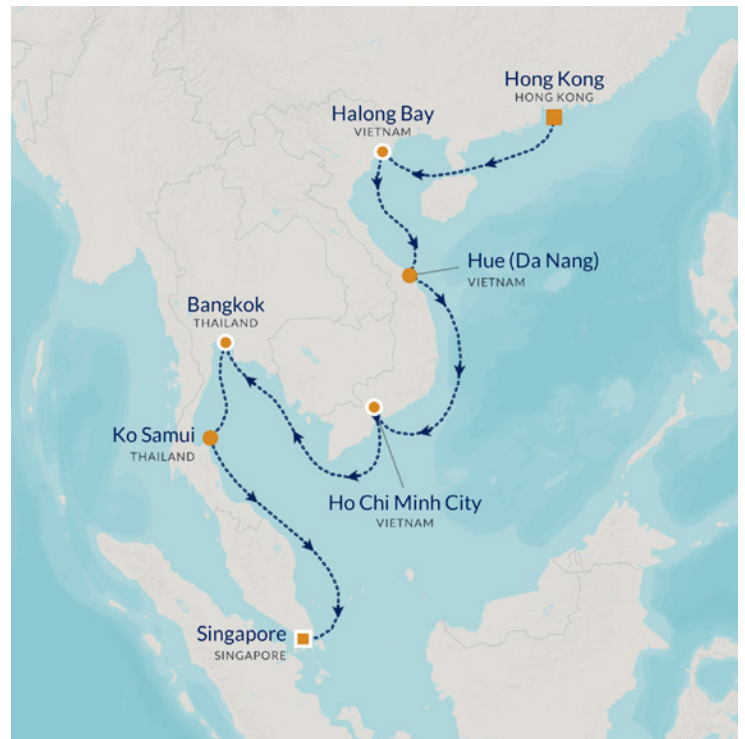 Hong Kong
HONG KONG
Halong Bay
VIETNAM
Hue (Da Nang)
VIETNAM
Bangkok
THAILAND
Ko Samui
THAILAND
Ho Chi Minh City
VIETNAM
Singapore
SINGAPORE